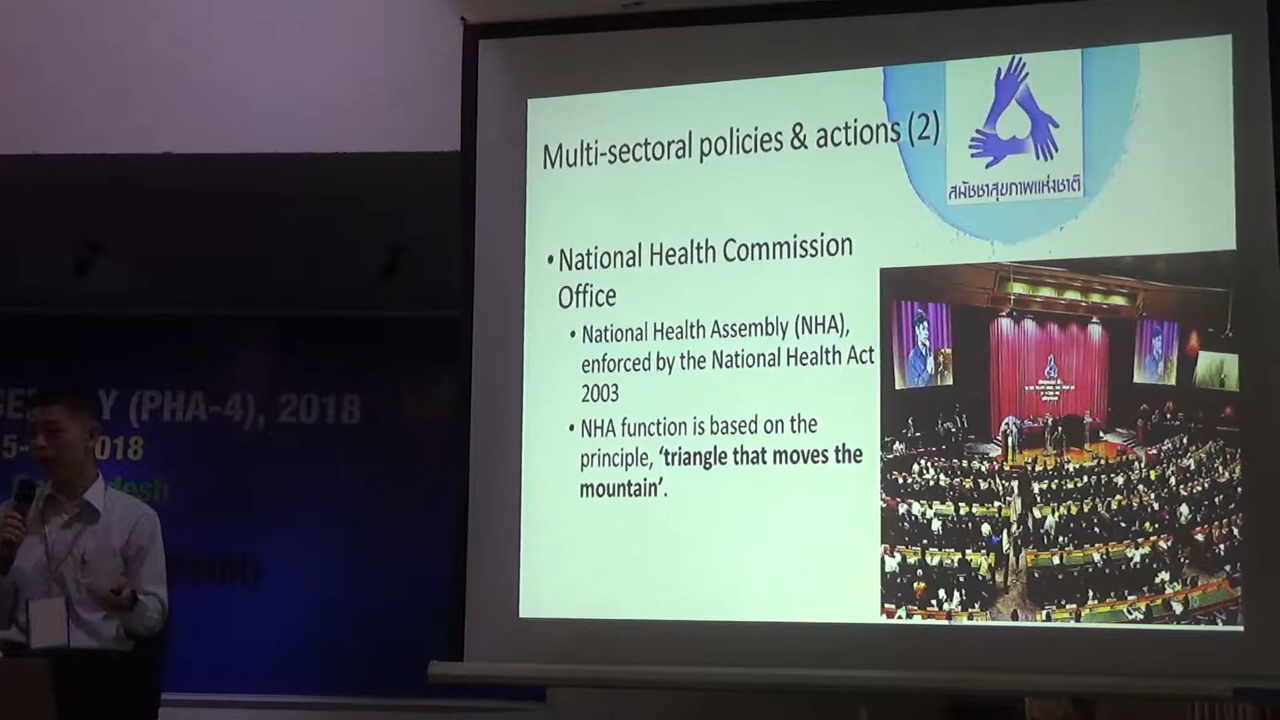 Multi-sectoral policies & actions (2)
สมัชชาสุขภาพแห่งชาติ
• National Health Commission
Office
• National Health Assembly (NHA),
enforced by the National Health Act
2003
• NHA function is based on the
principle, ‘triangle that moves the
mountain’.
Y (PHA-4), 2018
2018